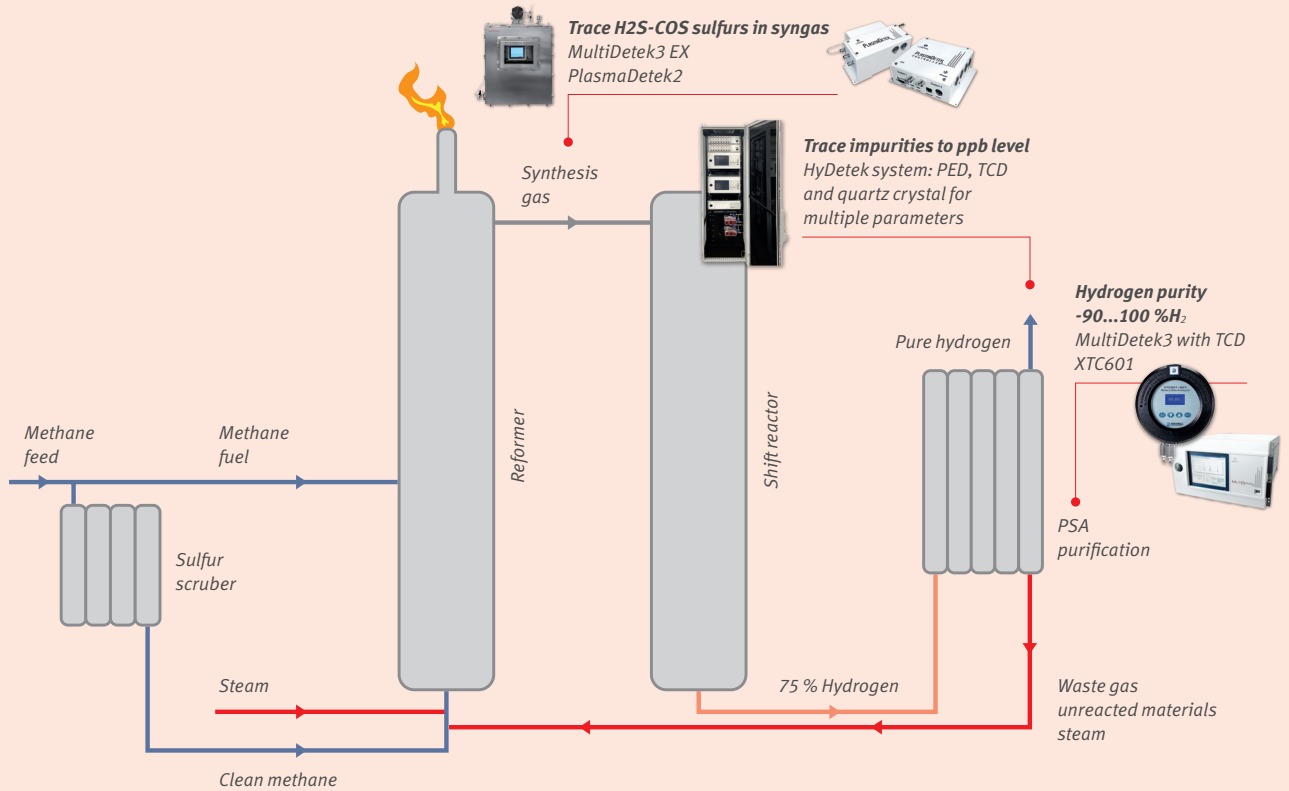 Trace H2S-COS sulfurs in syngas
MultiDetek3 EX
PlasmaDetek2
PLASMADETEK
PLASMADETEK
Trace impurities to ppb level
HyDetek system: PED, TCD
and quartz crystal for
multiple parameters
Synthesis
gas
Hydrogen purity
-90...100 %H₂
MultiDetek3 with TCD
XTC601
Pure hydrogen
Methane
feed
Methane
fuel
Reformer
Shift reactor
Sulfur
scruber
PSA
purification
Steam
75 % Hydrogen
Waste gas
unreacted materials
steam
Clean methane